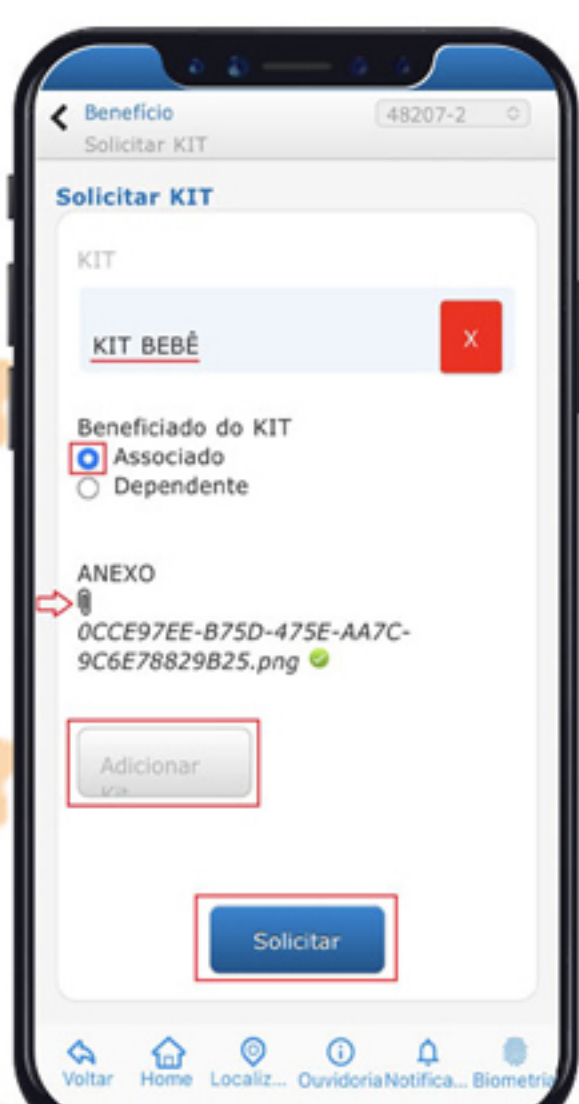 Benefício
48207-2
Solicitar KIT
Solicitar KIT
KIT
KIT BEBÊ
X
Beneficiado do KIT
Associado
Dependente
ANEXO
0CCE97EE-B75D-475E-AA7C-
9C6E78829B25.png
Adicionar
Kit
Solicitar
Voltar Home Localiz... Ouvidoria Notifica... Biometria